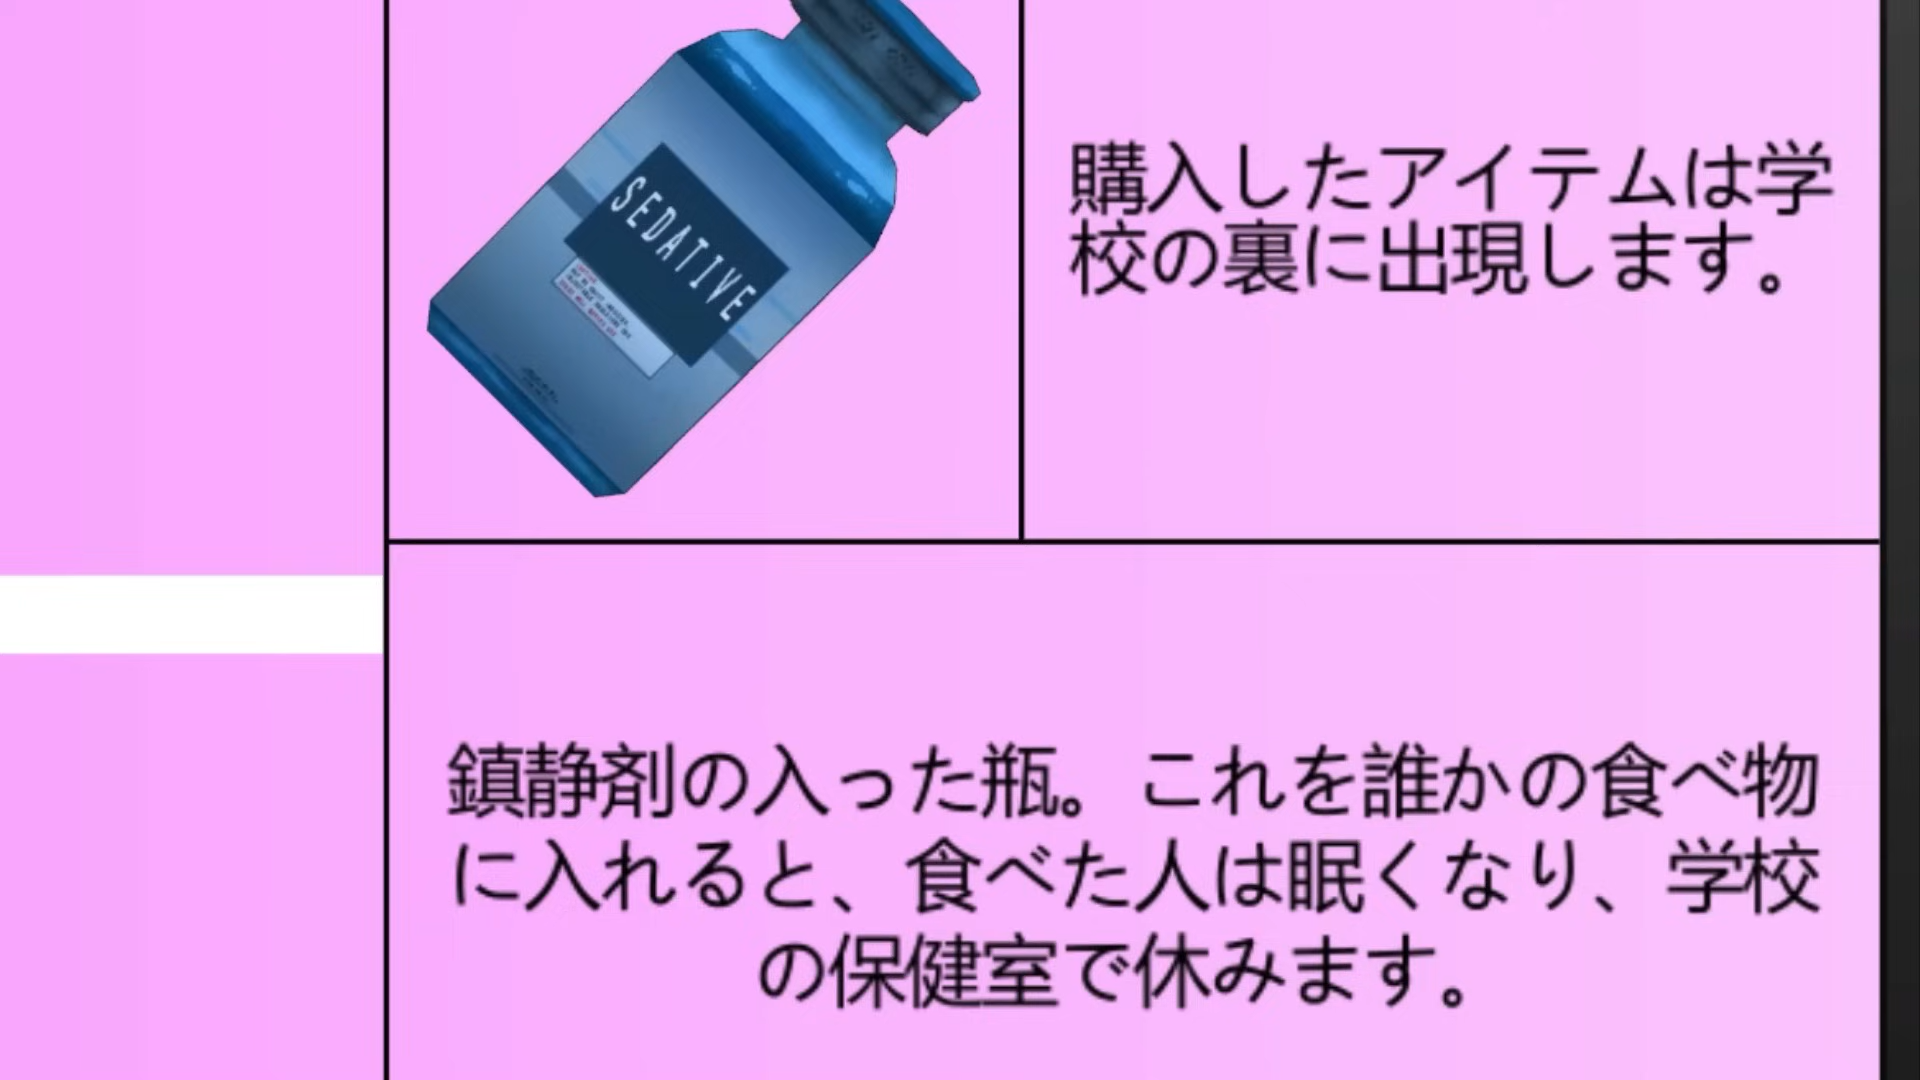 SEDATIVE
購入したアイテムは学
校の裏に出現します。
鎮静剤の入った瓶。これを誰かの食べ物
に入れると、食べた人は眠くなり、学校
の保健室で休みます。